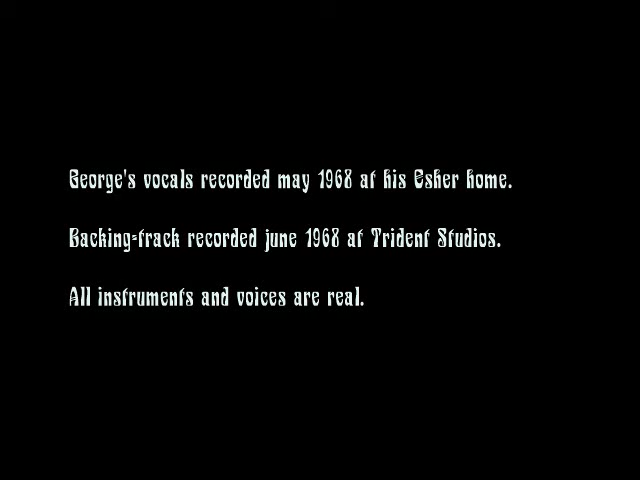 George's vocals recorded may 1968 at his Esher home.
Backing-track recorded june 1968 at Trident Studios.
All instruments and voices are real.